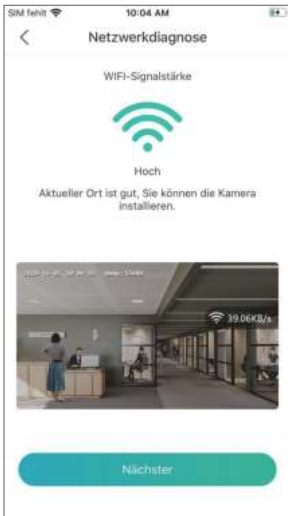 SIM fehlt
10:04 AM
Netzwerkdiagnose
WIFI-Signalstärke
Hoch
Aktueller Ort ist gut, Sie können die Kamera
installieren.
39.06KB/s
Nächster